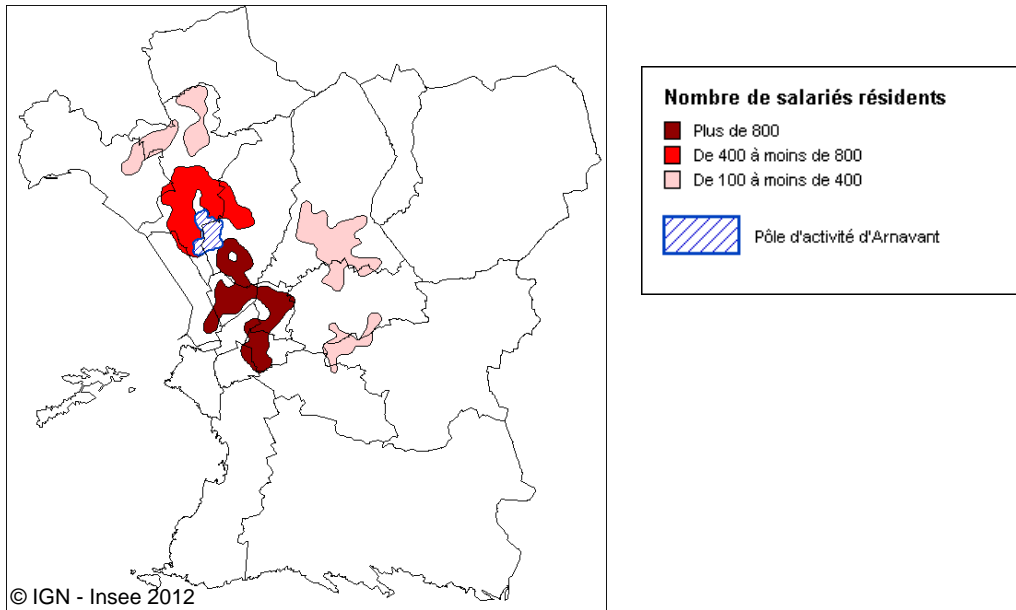 Nombre de salariés résidents
Plus de 800
De 400 à moins de 800
De 100 à moins de 400
Pôle d'activité d'Arnavant
© IGN - Insee 2012